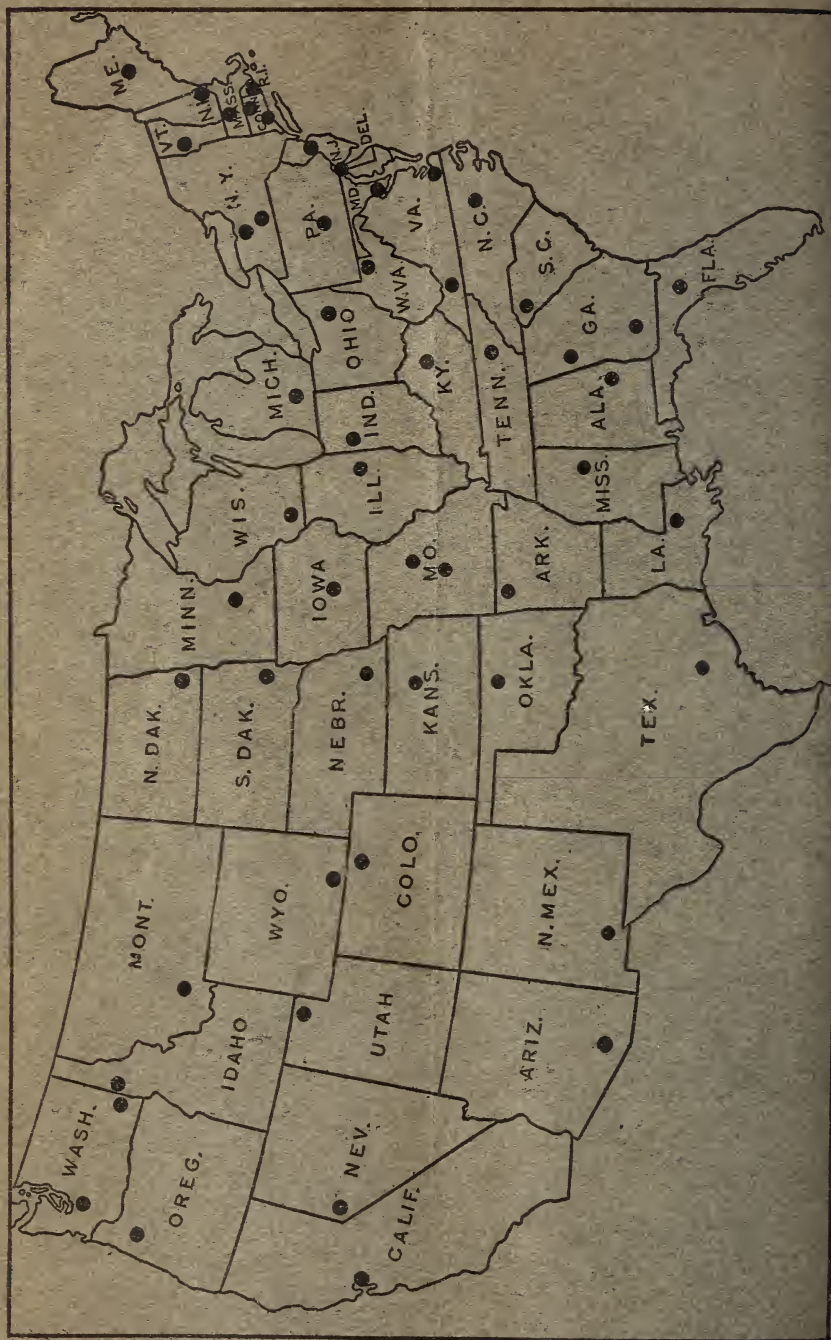 WASH.
OREG.
CALIF.
NEV.
IDAHO
MONT.
WYO.
UTAH
ARIZ.
COLO.
N. MEX.
N. DAK.
S. DAK.
NEBR.
KANS.
OKLA.
TEX.
MINN.
IOWA
MO.
ARK.
LA.
WIS.
ILL.
MICH.
IND.
OHIO
KY.
TENN.
MISS.
ALA.
GA.
FLA.
S.C.
N.C.
VA.
W.VA.
MD.
DEL.
N.J.
PA.
N.Y.
VT.
ME.
MASS.
CONN.
R.I.